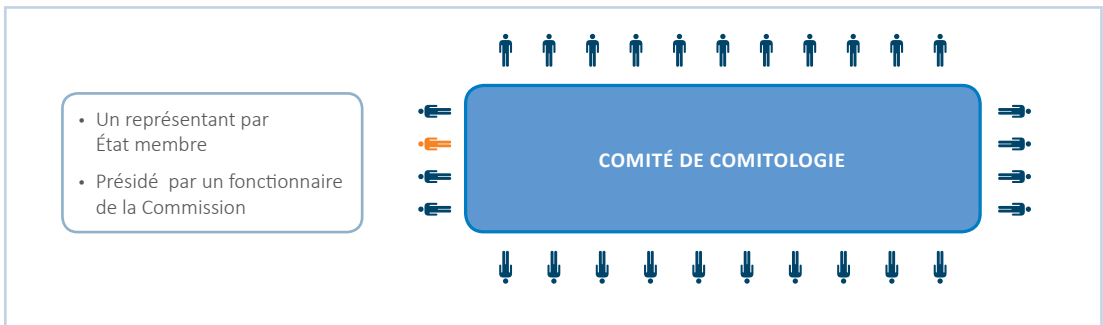 • Un représentant par
État membre
• Présidé par un fonctionnaire
de la Commission
COMITÉ DE COMITOLOGIE